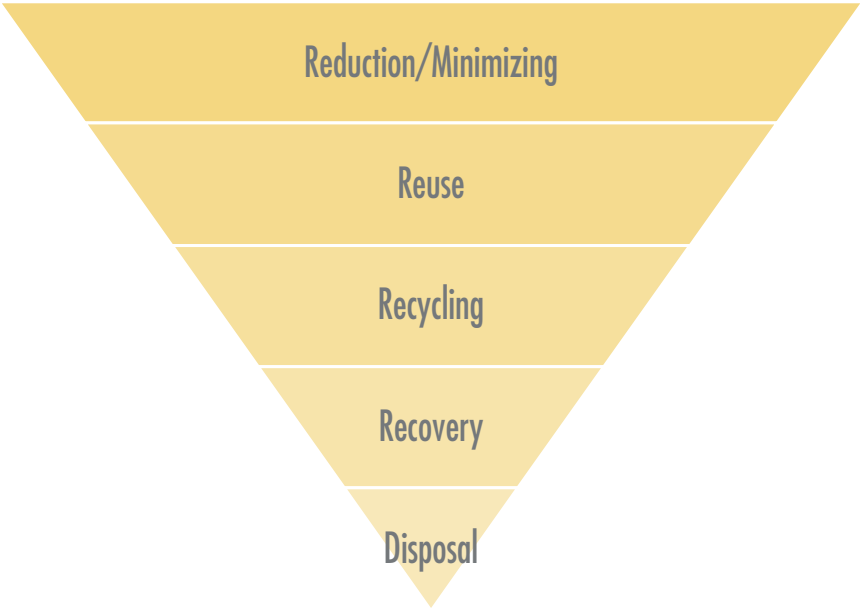 Reduction/Minimizing
Reuse
Recycling
Recovery
Disposal